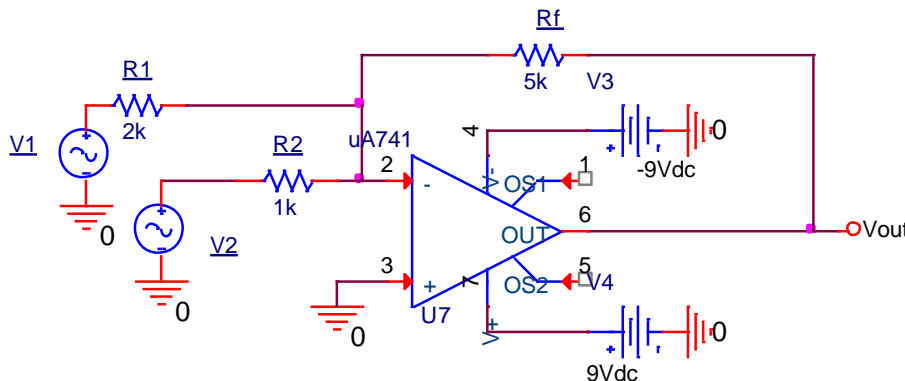 Rf
5k
V3
R1
2k
V1
uA741
R2
1k
V2
0
0
4
0
-9Vdc
2
-
V-
OS1
1
OUT
6
Vout
3
+
7
OS2
5
V4
U7
V+
0
0
9Vdc